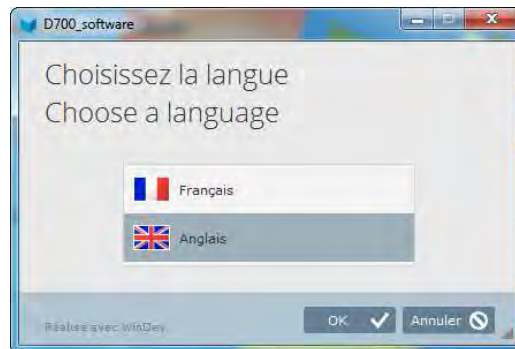 D700_software
Choisissez la langue
Choose a language
Français
Anglais
Réalisé avec WinDev
OK
Annuler